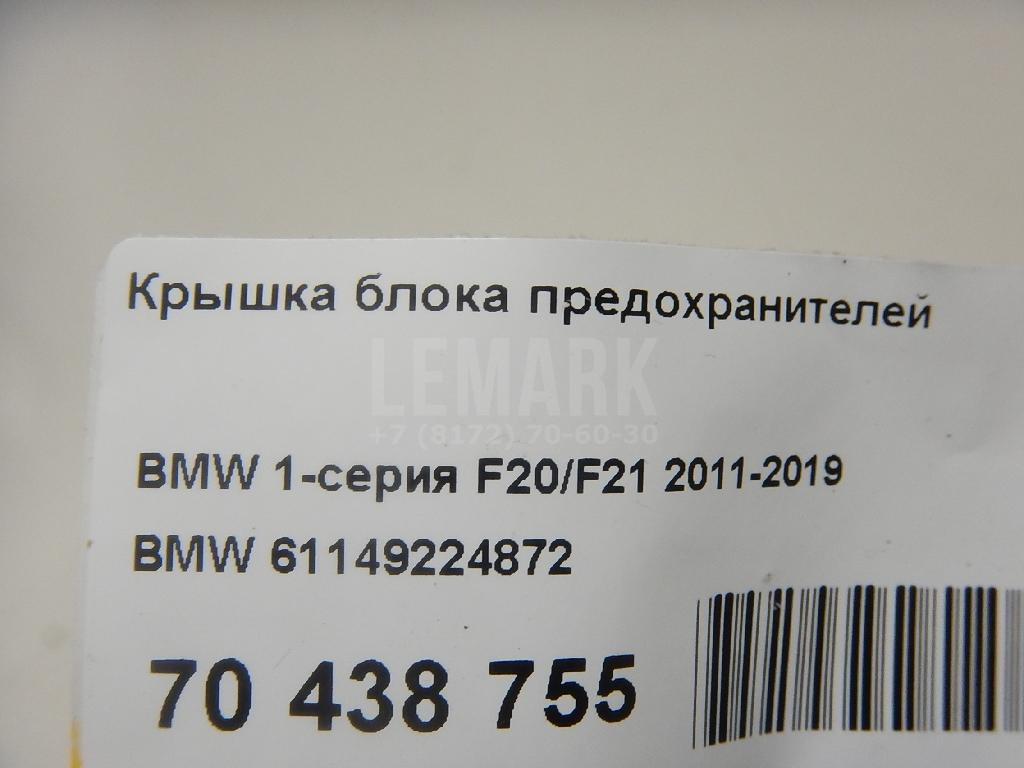 Крышка блока предохранителей
LEMARK
+7 (8172) 70-60-30
BMW 1-серия F20/F21 2011-2019
BMW 61149224872
70 438 755